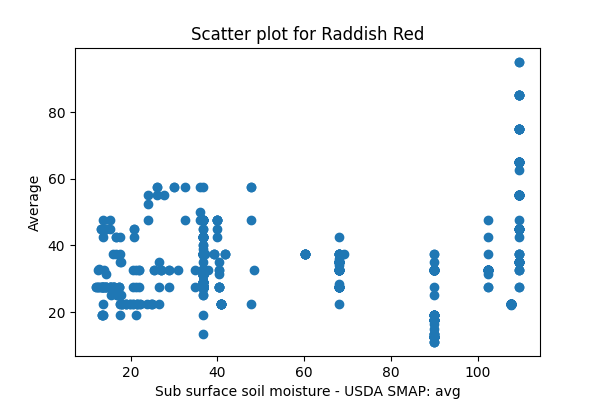 Scatter plot for Raddish Red
Average
80
60
40
20
20 40 60 80 100
Sub surface soil moisture - USDA SMAP: avg